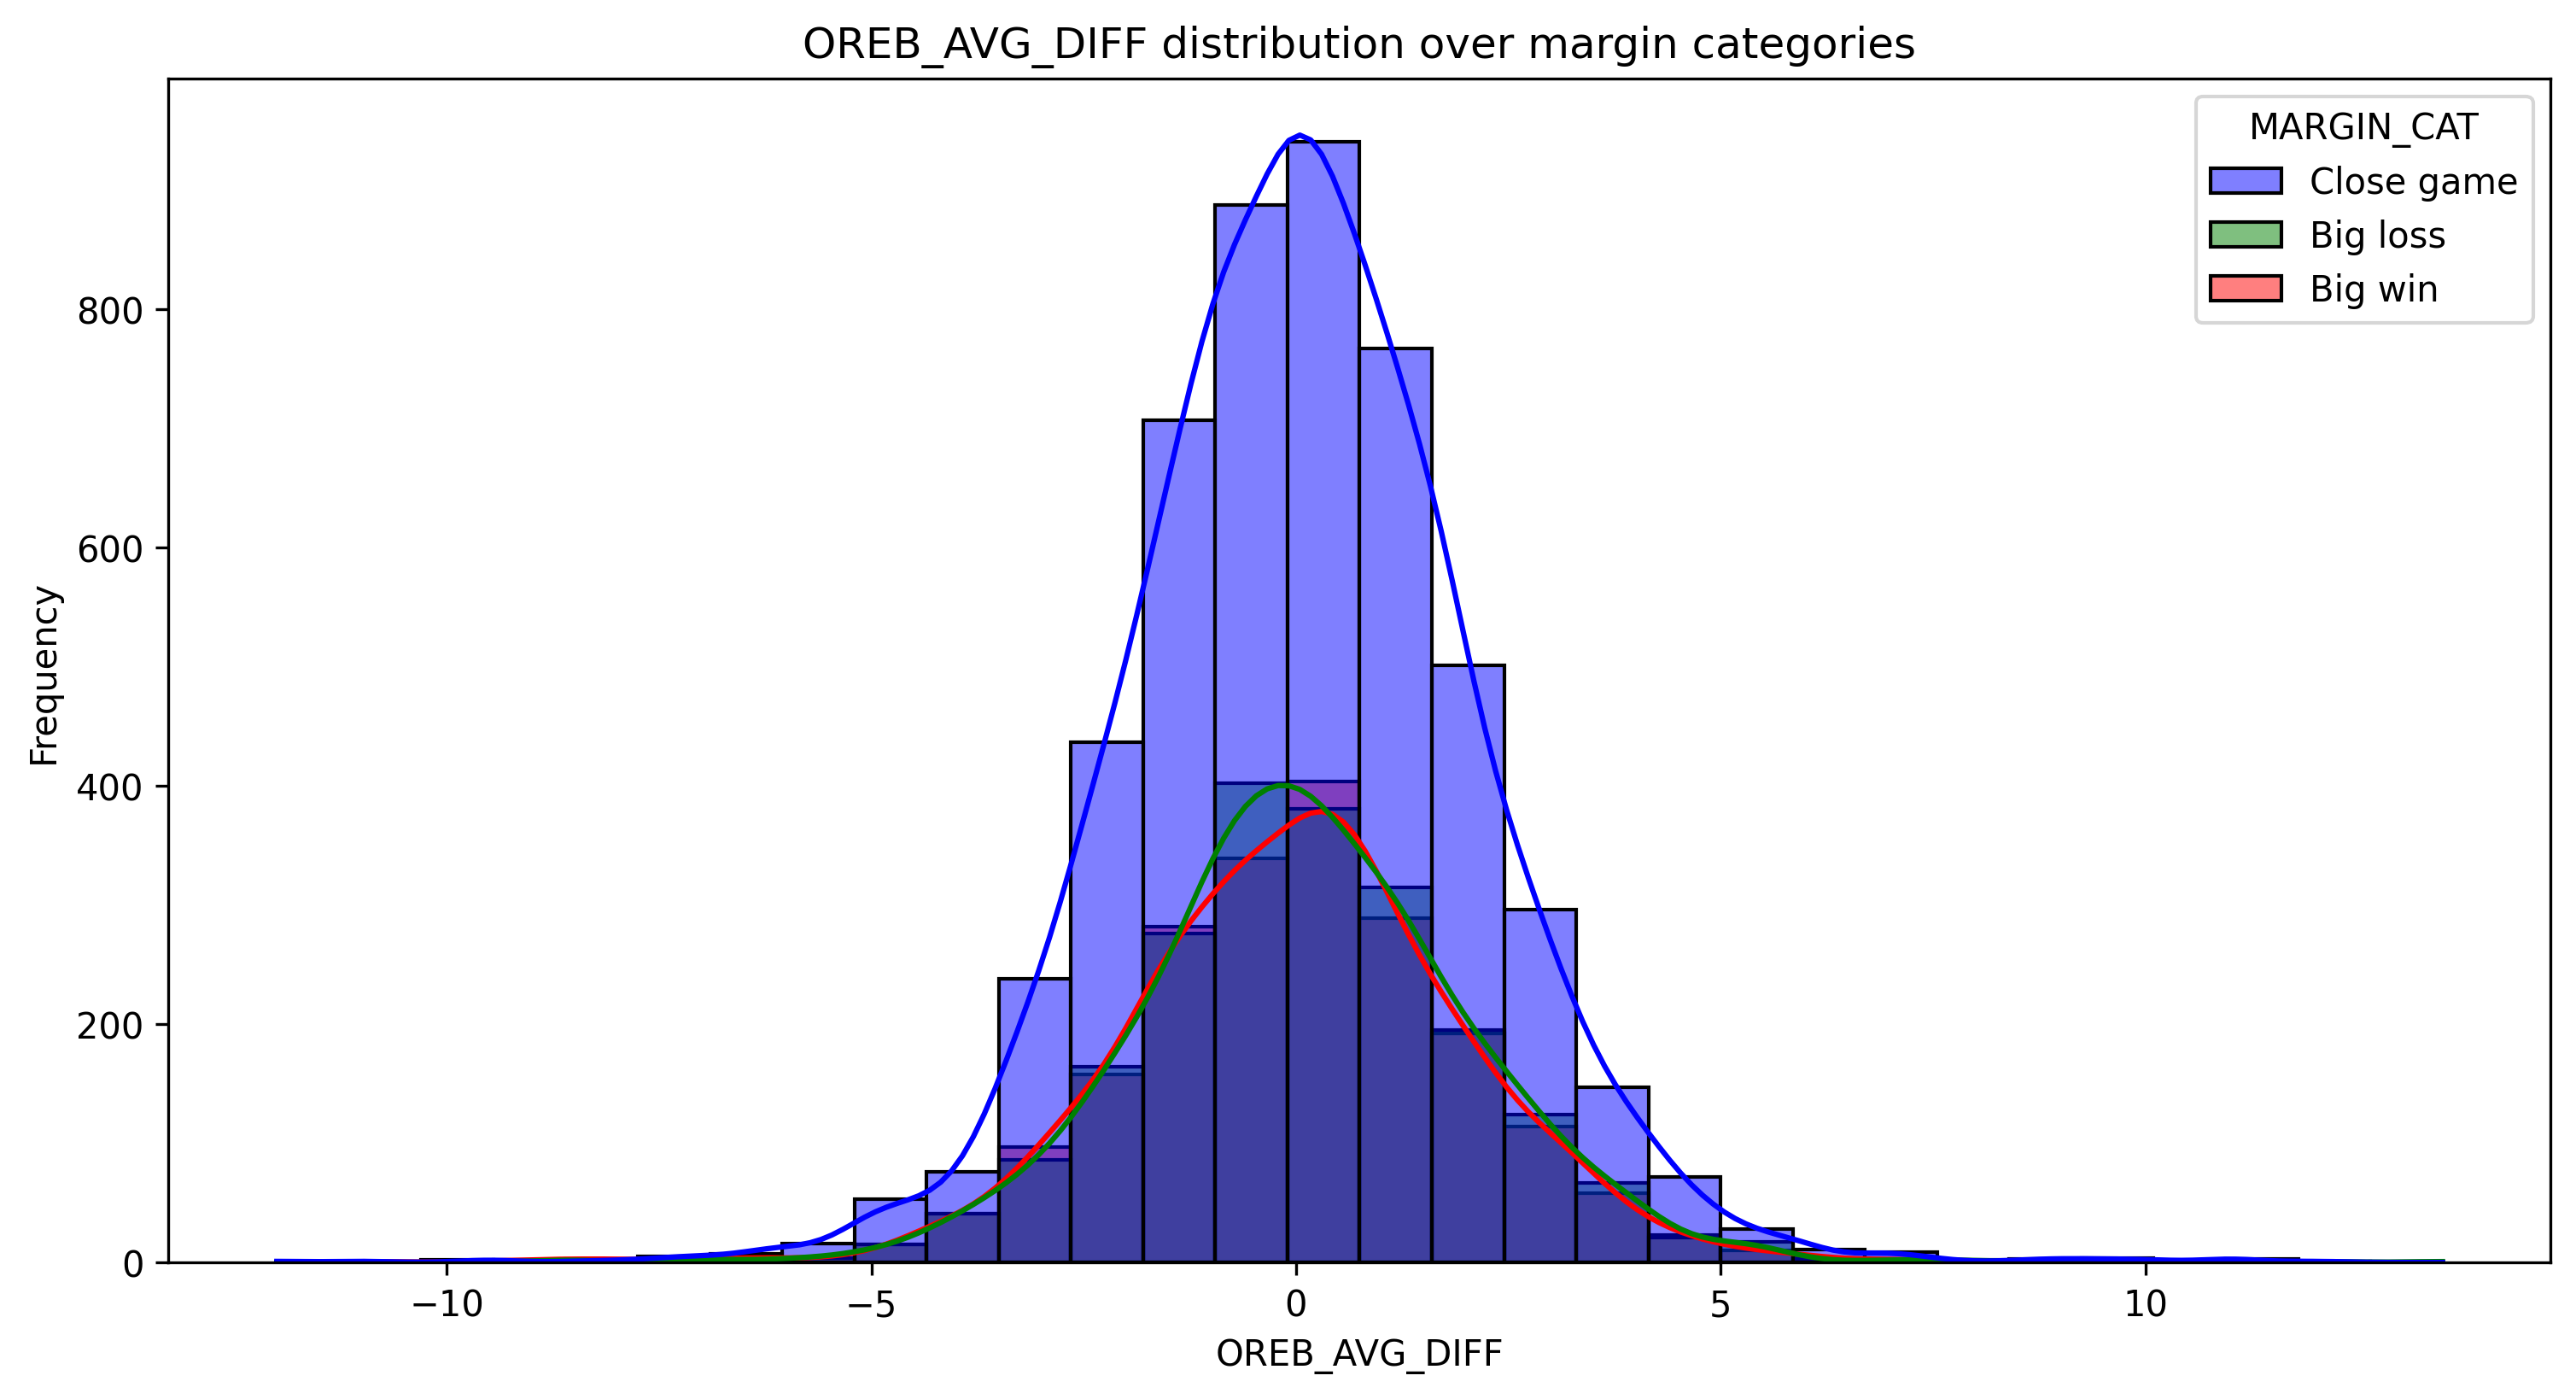 OREB_AVG_DIFF distribution over margin categories
MARGIN_CAT
Close game
Big loss
Big win
Frequency
800
600
400
200
0
−10
−5
0
5
10
OREB_AVG_DIFF